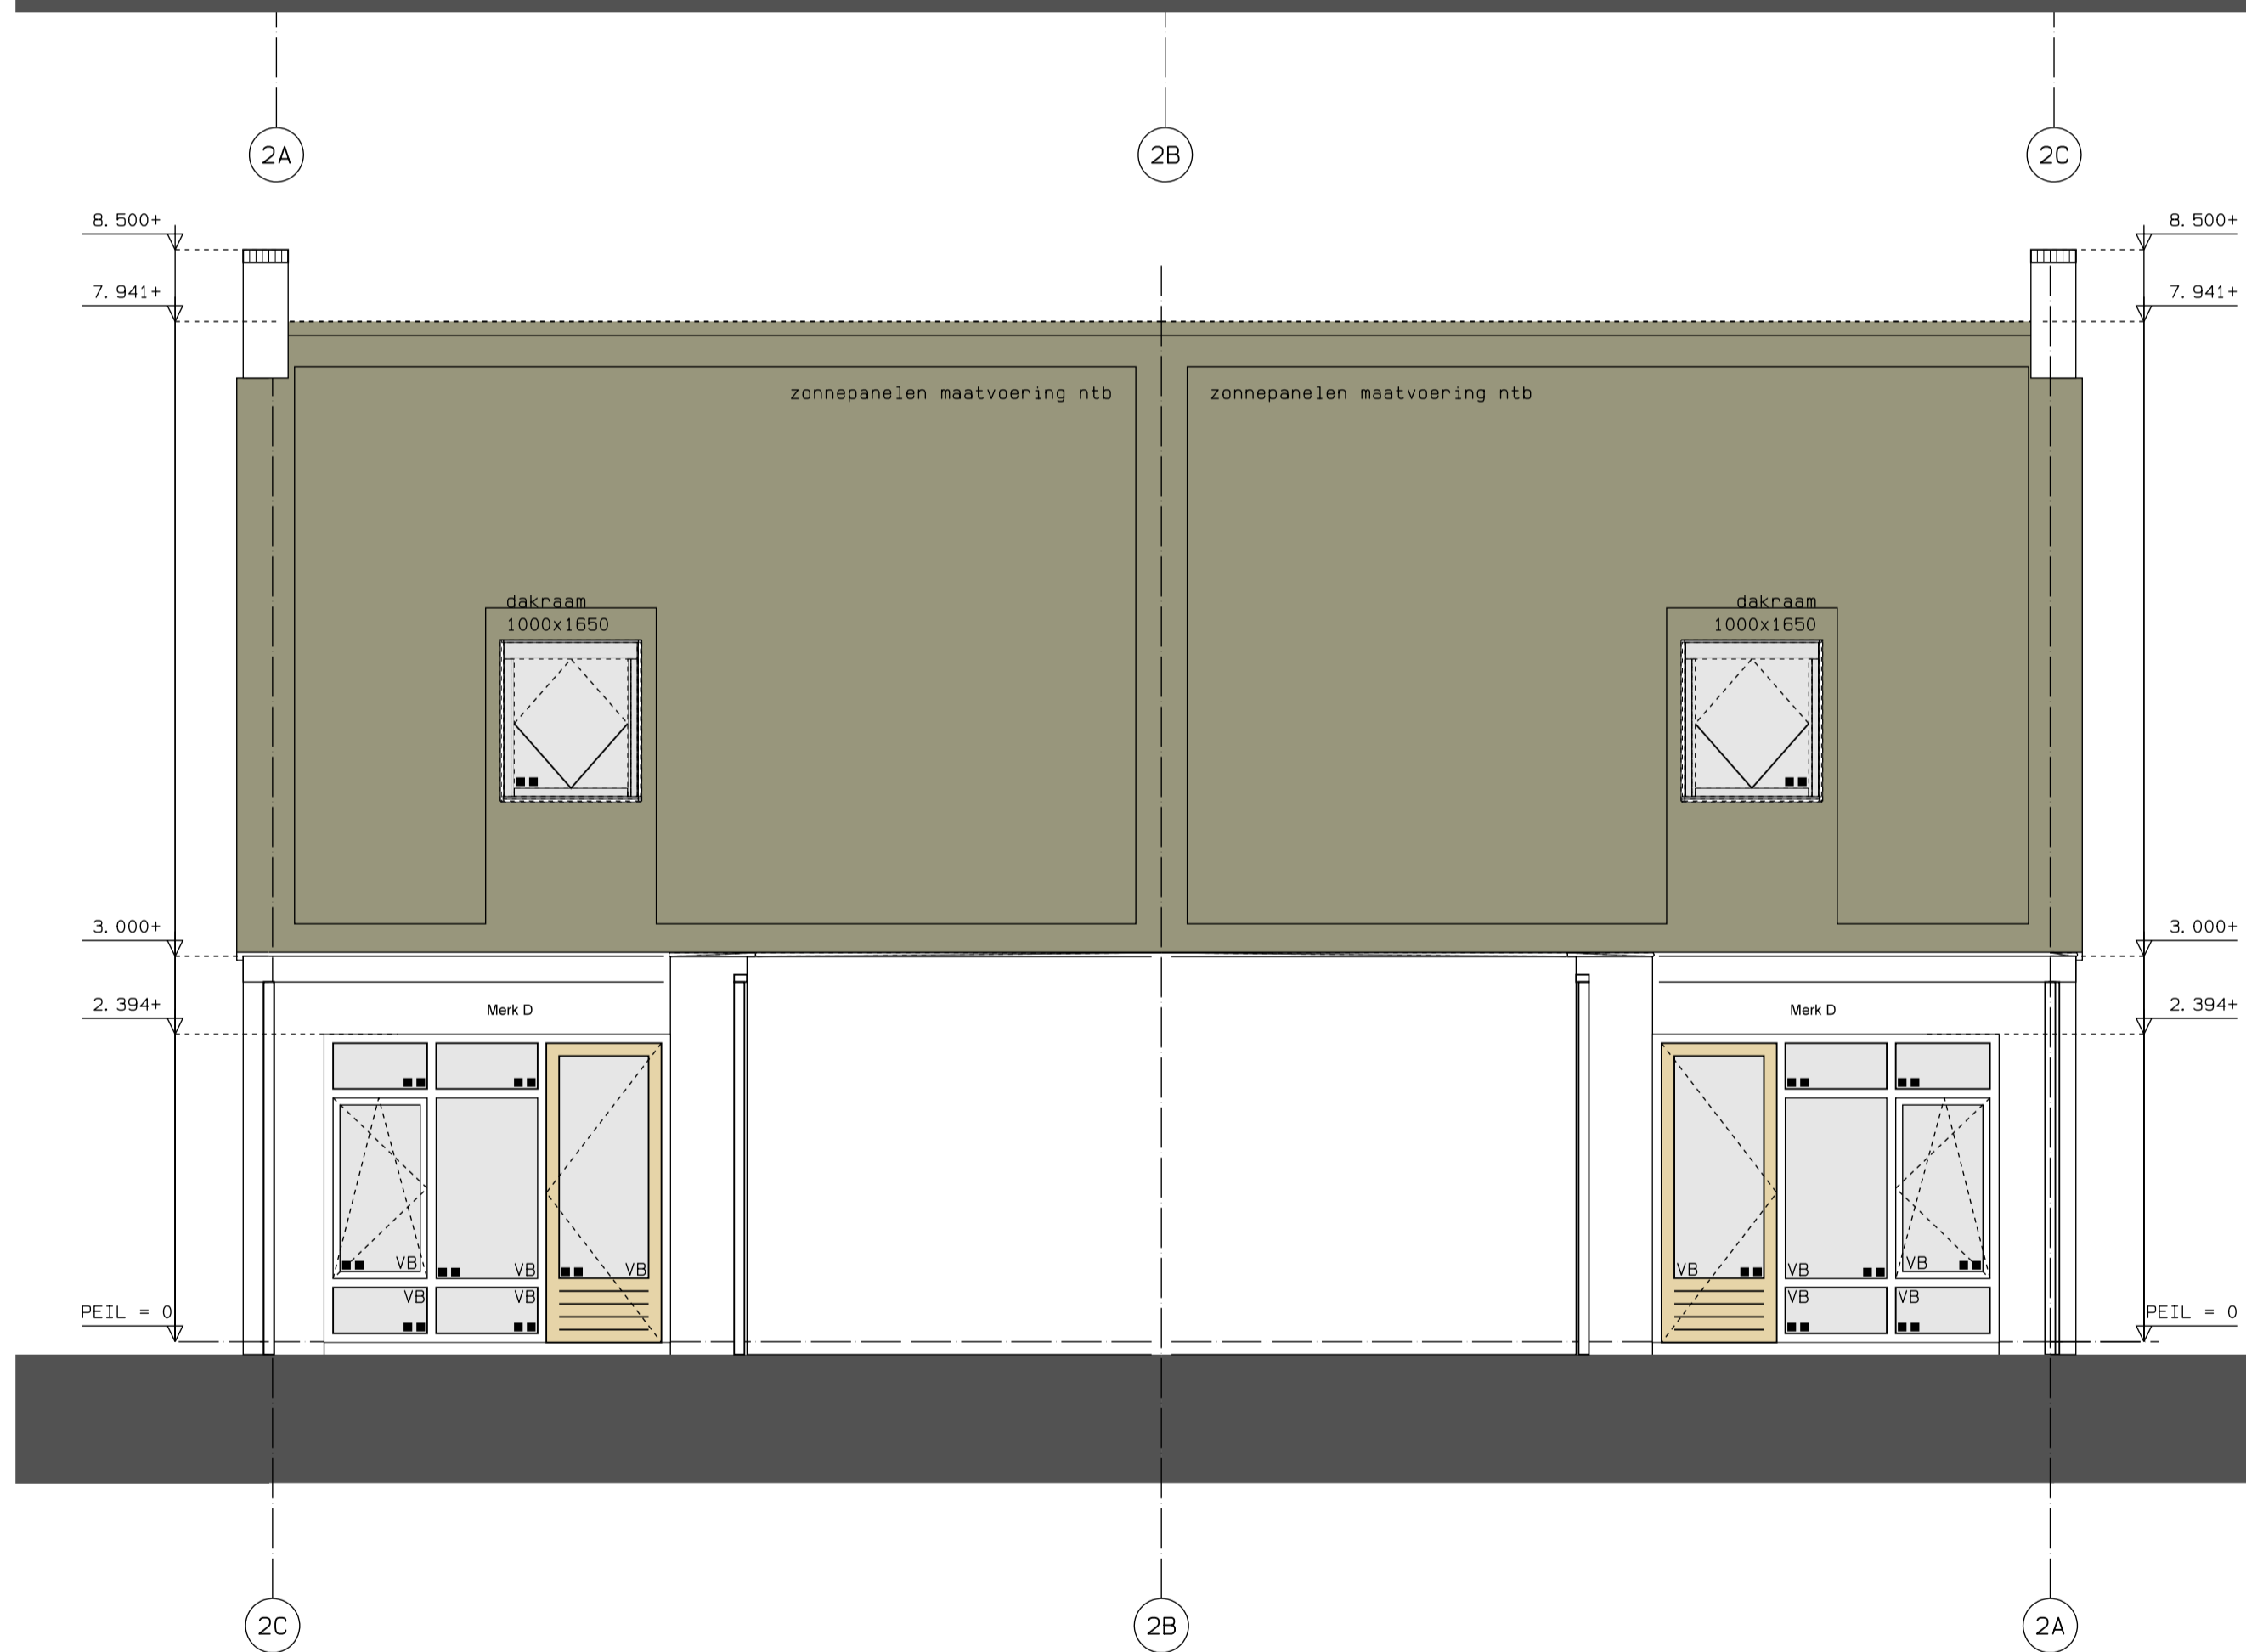 2A
2B
2C
8.500+
8.500+
7.941+
7.941+
zonnepanelen maatvoering ntb
zonnepanelen maatvoering ntb
dakraam
1000x1650
dakraam
1000x1650
3.000+
3.000+
2.394+
Merk D
Merk D
2.394+
VB
VB
VB
VB
VB
VB
VB
VB
VB
VB
PEIL = 0
PEIL = 0
2C
2B
2A